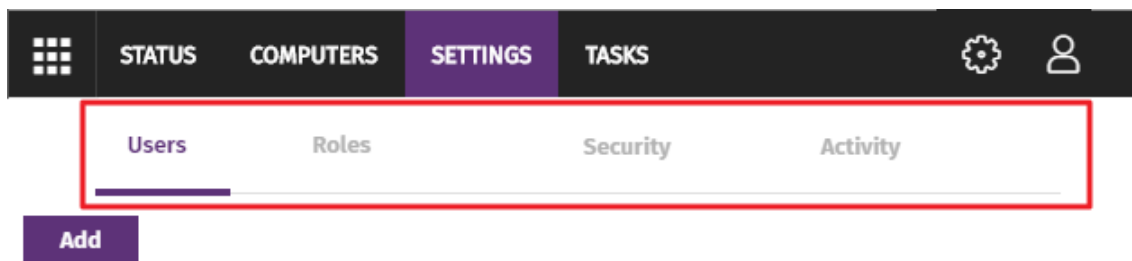 STATUS COMPUTERS SETTINGS TASKS
Users Roles Security Activity
Add